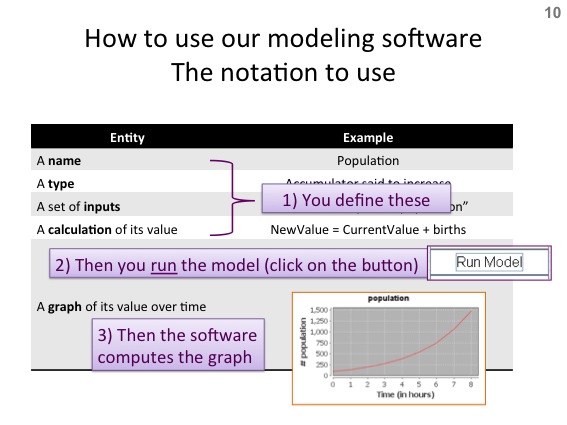 10
How to use our modeling software
The notation to use
Entity Example
A name Population
A type Accumulator said to increase
1) You define these
A set of inputs on”
A calculation of its value NewValue = CurrentValue + births
2) Then you run the model (click on the button) Run Model
A graph of its value over time
3) Then the software
computes the graph
population
# population
1,500
1,250
1,000
750
500
250
0
0 1 2 3 4 5 6 7 8
Time (in hours)